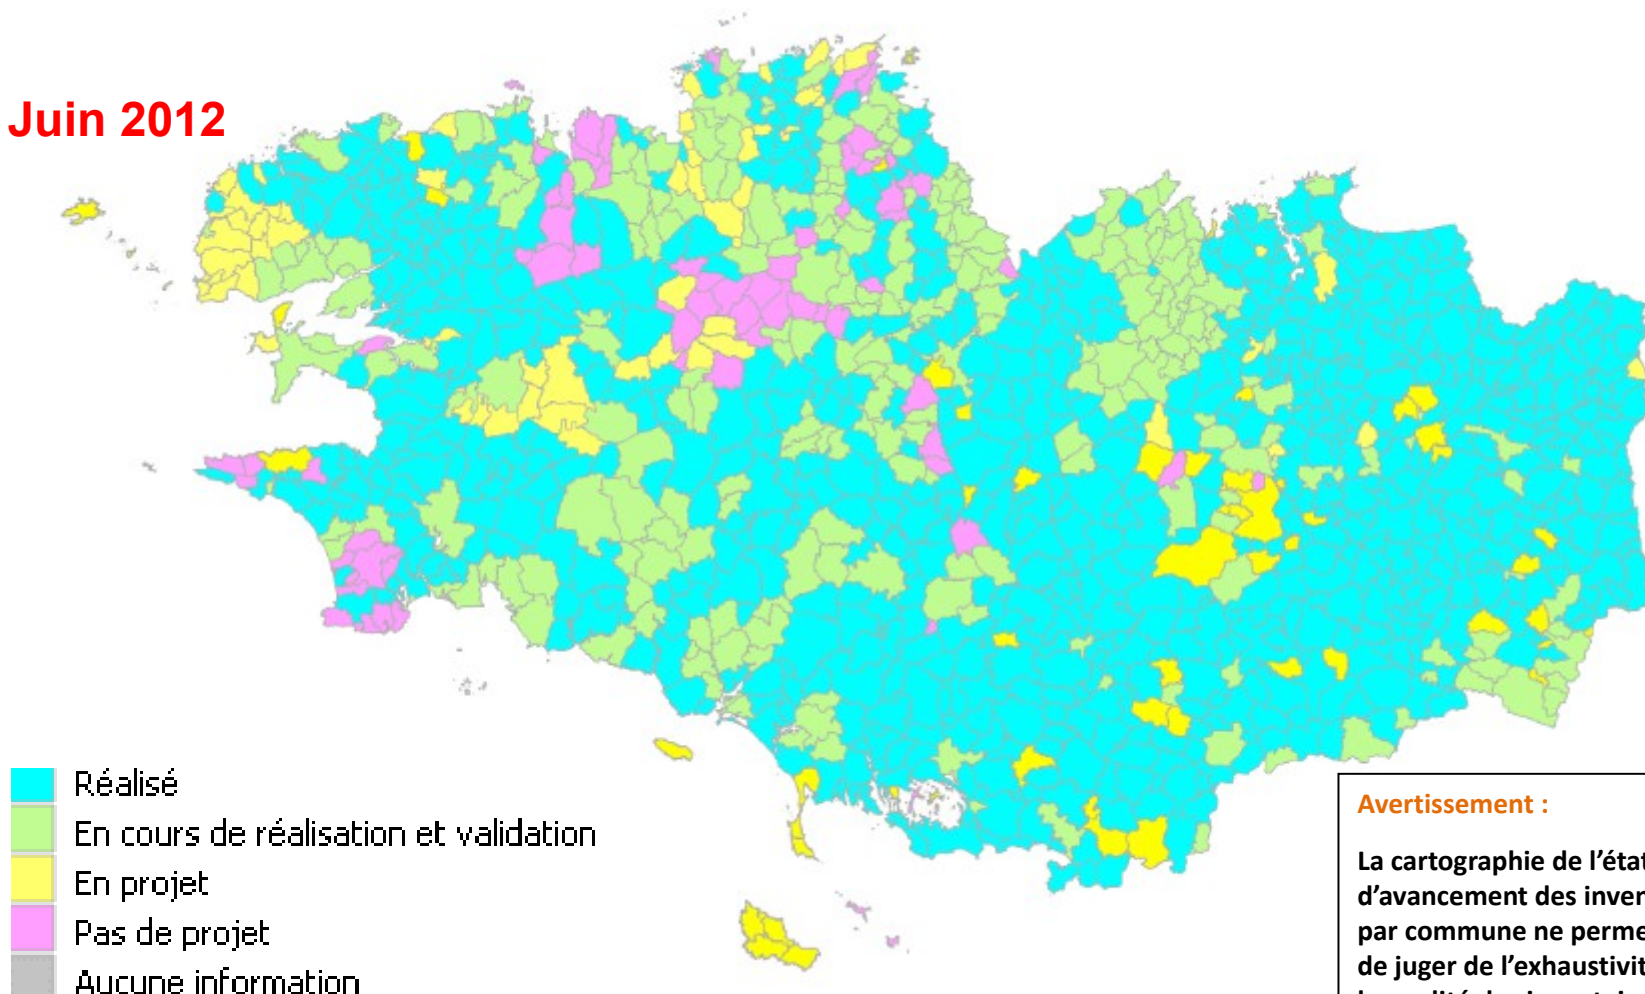 Juin 2012
Réalisé
En cours de réalisation et validation
En projet
Pas de projet
Aucune information
Avertissement :
La cartographie de l'état
d'avancement des inven
par commune ne perme
de juger de l'exhaustivit